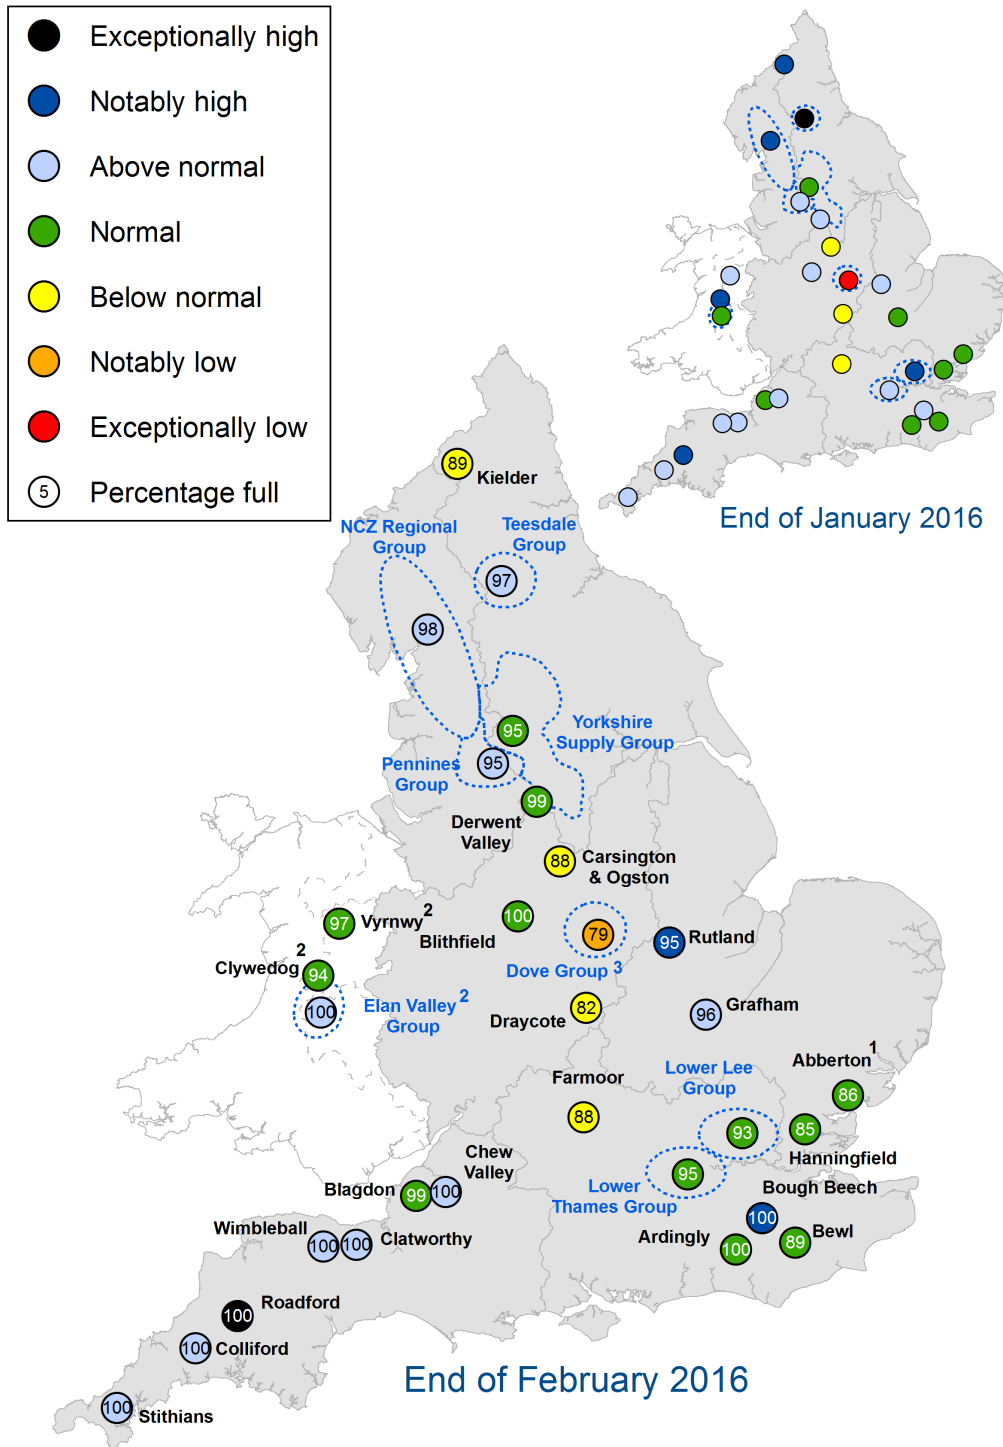 Exceptionally high
Notably high
Above normal
Normal
Below normal
Notably low
Exceptionally low
5 Percentage full
End of January 2016
89
Kielder
NCZ Regional
Group
Teesdale
Group
97
98
95
Yorkshire
Supply Group
Pennines
Group
95
99
Derwent
Valley
88
Carsington
& Ogston
97
Vyrnwy 2
100
Blithfield
79
Dove Group 3
95
Rutland
Clywedog 2
94
100
Elan Valley 2
Group
82
Draycote
96
Grafham
Abberton 1
86
Farmoor
88
Lower Lee
Group
93
85
Hanningfield
95
Lower
Thames Group
Chew
Valley
Blagdon
99
100
Bough Beech
100
Ardingly
100
89
Bewl
Wimbleball
100
100
Clatworthy
100
Roadford
100
Colliford
100
Stithians
End of February 2016